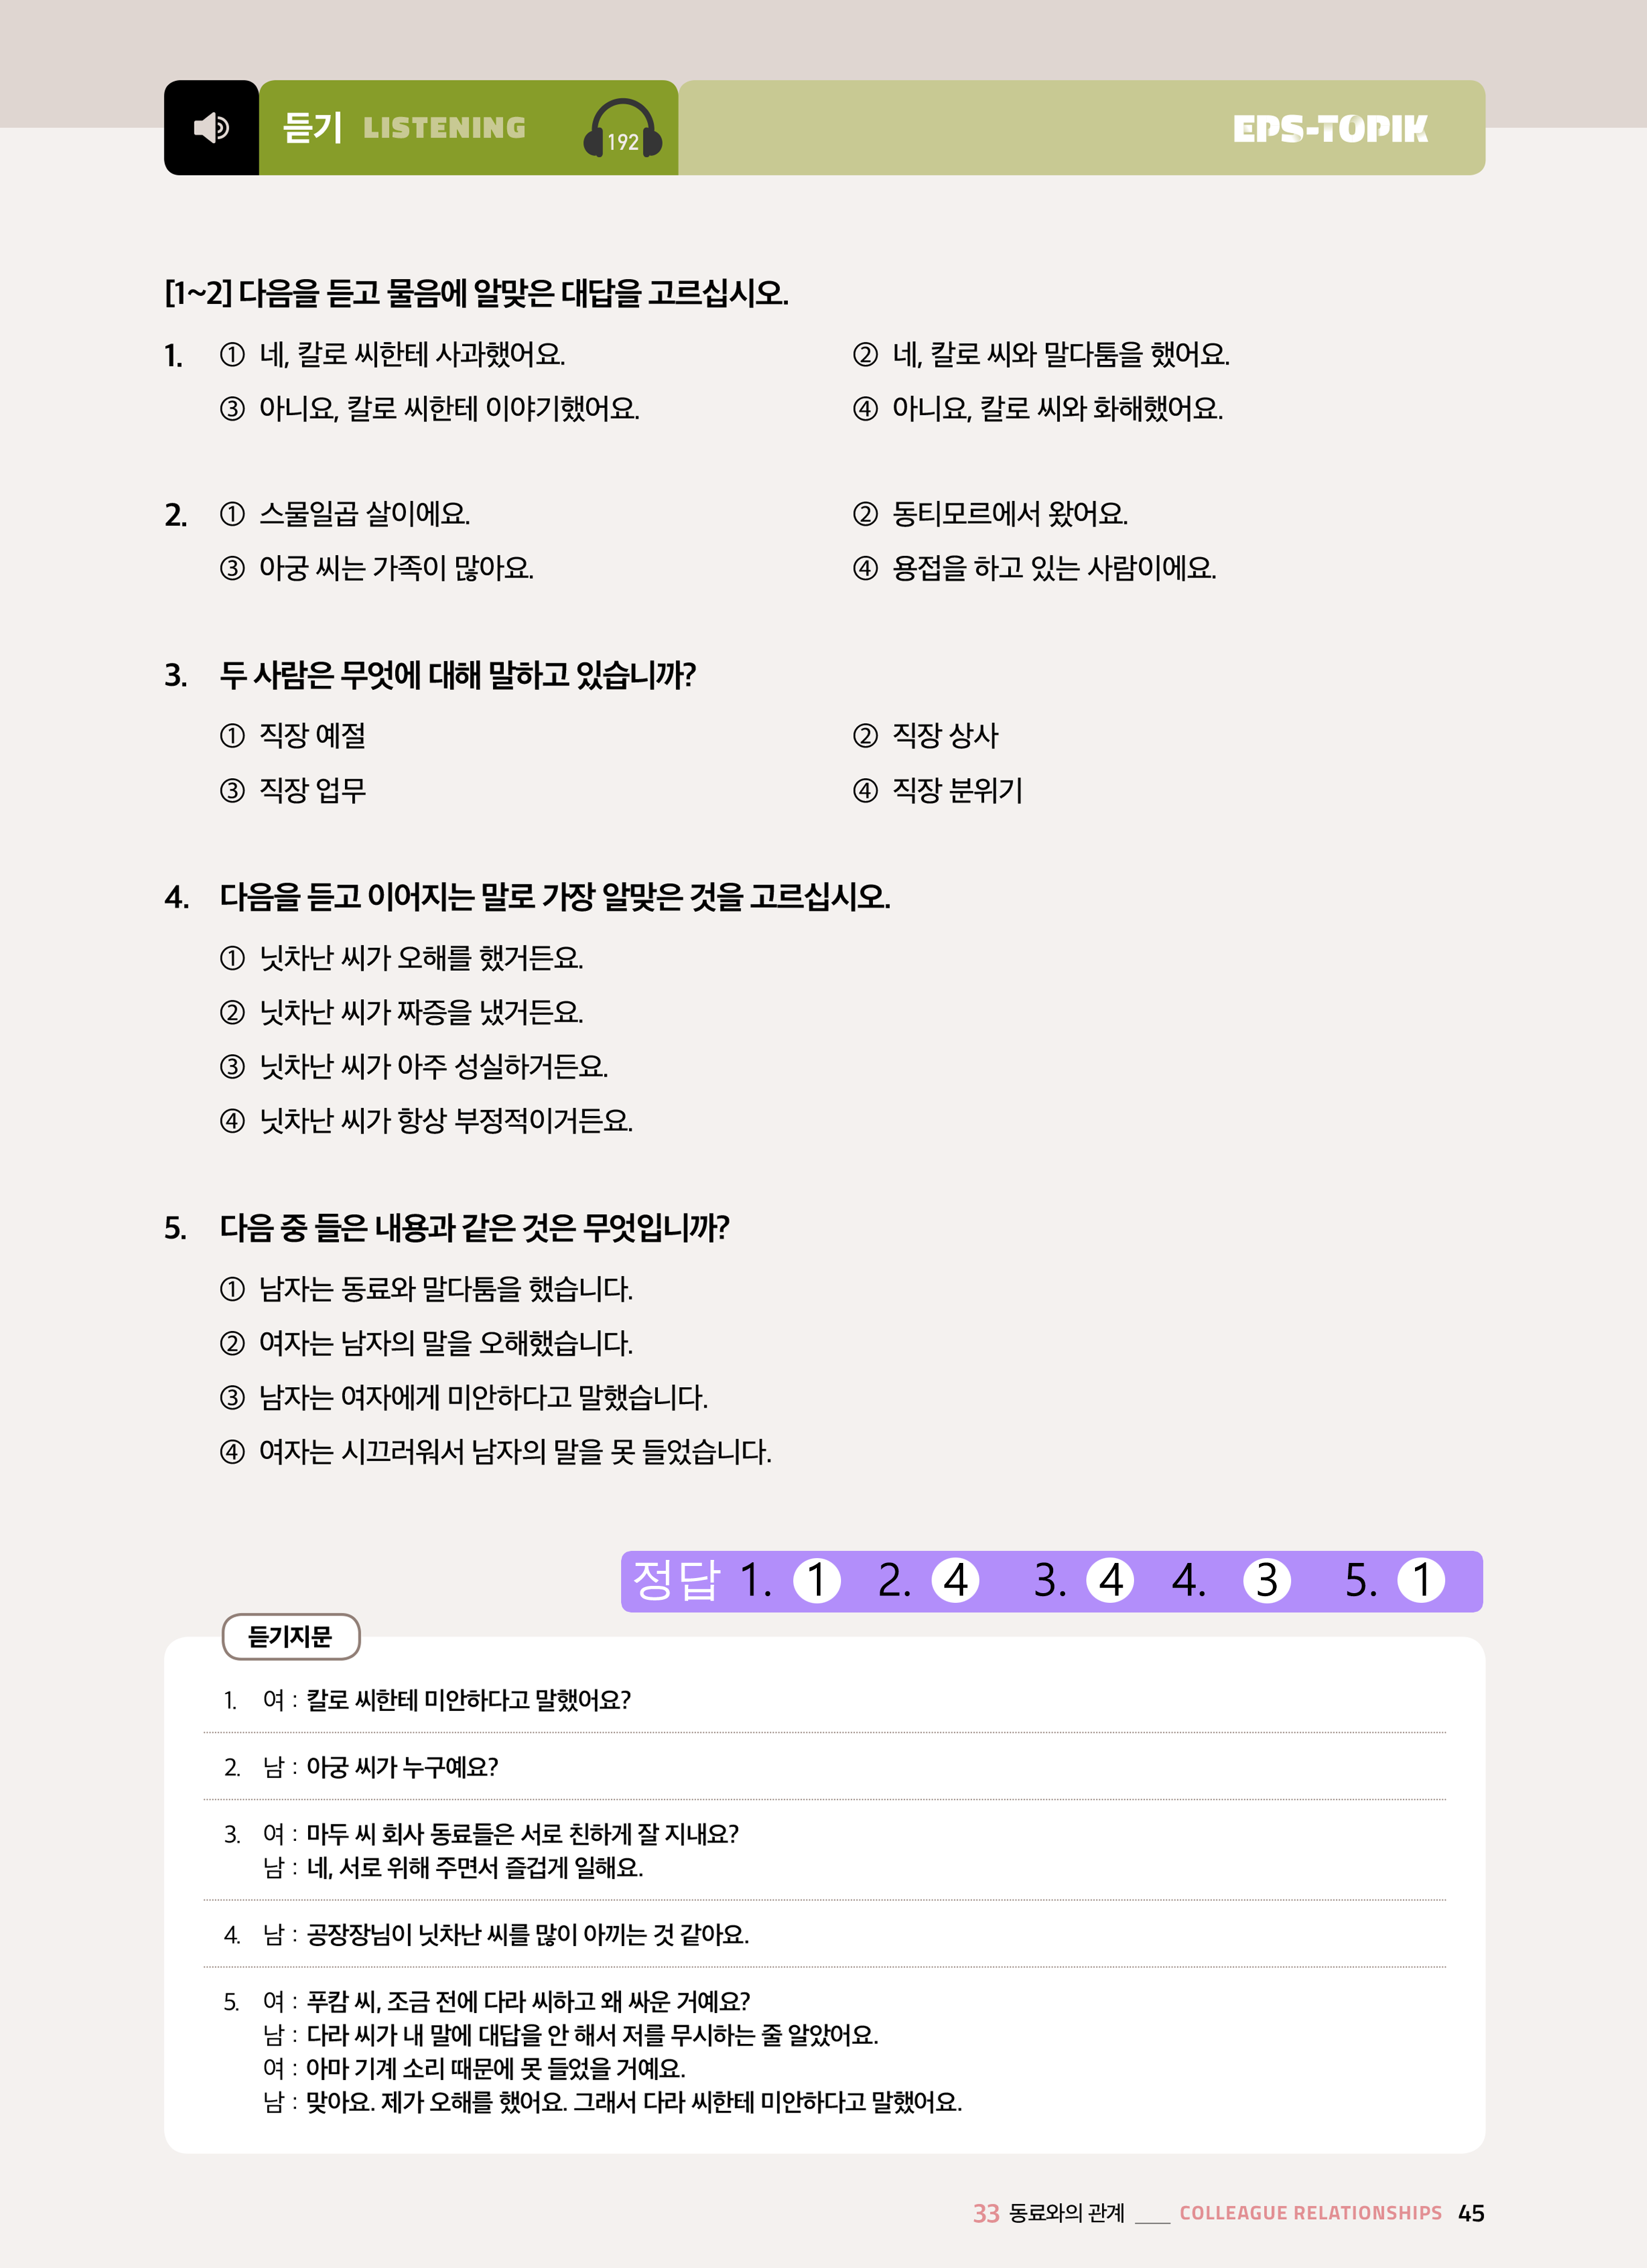 듣기 LISTENING 192 EPS-TOPIK
[1~2] 다음을 듣고 물음에 알맞은 대답을 고르십시오.
1. ① 네, 칼로 씨한테 사과했어요. ② 네, 칼로 씨와 말다툼을 했어요.
③ 아니요, 칼로 씨한테 이야기했어요. ④ 아니요, 칼로 씨와 화해했어요.
2. ① 스물일곱 살이에요. ② 동티모르에서 왔어요.
③ 아궁 씨는 가족이 많아요. ④ 용접을 하고 있는 사람이에요.
3. 두 사람은 무엇에 대해 말하고 있습니까?
① 직장 예절 ② 직장 상사
③ 직장 업무 ④ 직장 분위기
4. 다음을 듣고 이어지는 말로 가장 알맞은 것을 고르십시오.
① 닛차난 씨가 오해를 했거든요.
② 닛차난 씨가 짜증을 냈거든요.
③ 닛차난 씨가 아주 성실하거든요.
④ 닛차난 씨가 항상 부정적이거든요.
5. 다음 중 들은 내용과 같은 것은 무엇입니까?
① 남자는 동료와 말다툼을 했습니다.
② 여자는 남자의 말을 오해했습니다.
③ 남자는 여자에게 미안하다고 말했습니다.
④ 여자는 시끄러워서 남자의 말을 못 들었습니다.
정답 1. 1 2. 4 3. 4 4. 3 5. 1
듣기지문
1. 여 : 칼로 씨한테 미안하다고 말했어요?
2. 남 : 아궁 씨가 누구예요?
3. 여 : 마두 씨 회사 동료들은 서로 친하게 잘 지내요?
남 : 네, 서로 위해 주면서 즐겁게 일해요.
4. 남 : 공장장님이 닛차난 씨를 많이 아끼는 것 같아요.
5. 여 : 푸캄 씨, 조금 전에 다라 씨하고 왜 싸운 거예요?
남 : 다라 씨가 내 말에 대답을 안 해서 저를 무시하는 줄 알았어요.
여 : 아마 기계 소리 때문에 못 들었을 거예요.
남 : 맞아요. 제가 오해를 했어요. 그래서 다라 씨한테 미안하다고 말했어요.
33 동료와의 관계 ___ COLLEAGUE RELATIONSHIPS 45